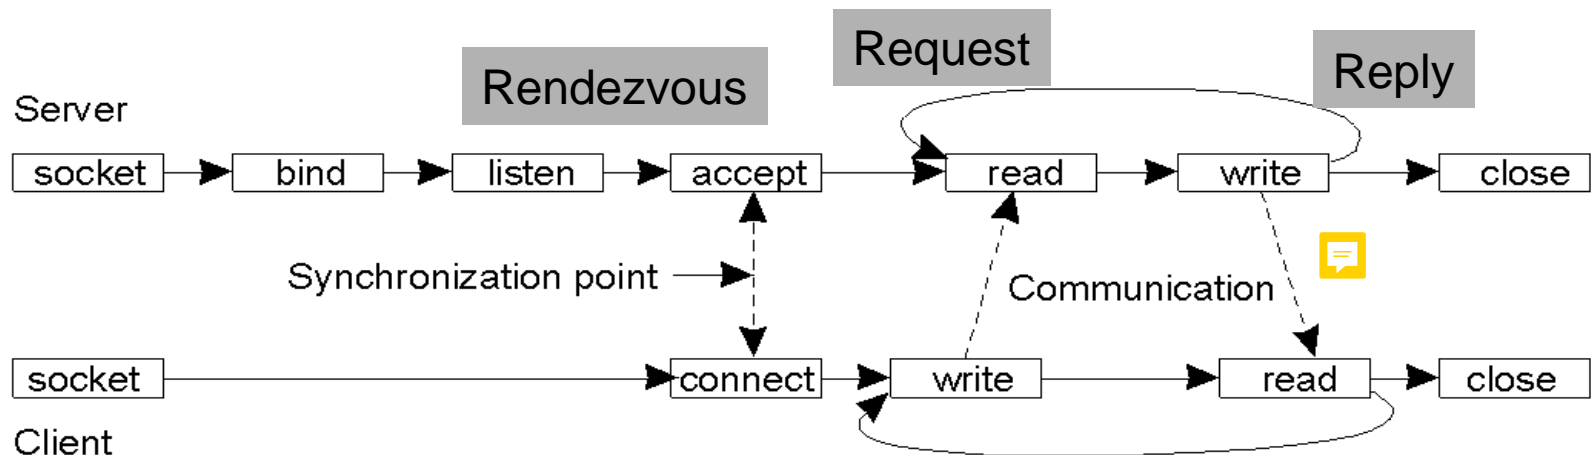 Rendezvous
Request
Reply
Server
socket
bind
listen
accept
read
write
close
Synchronization point
Communication
socket
connect
write
read
close
Client